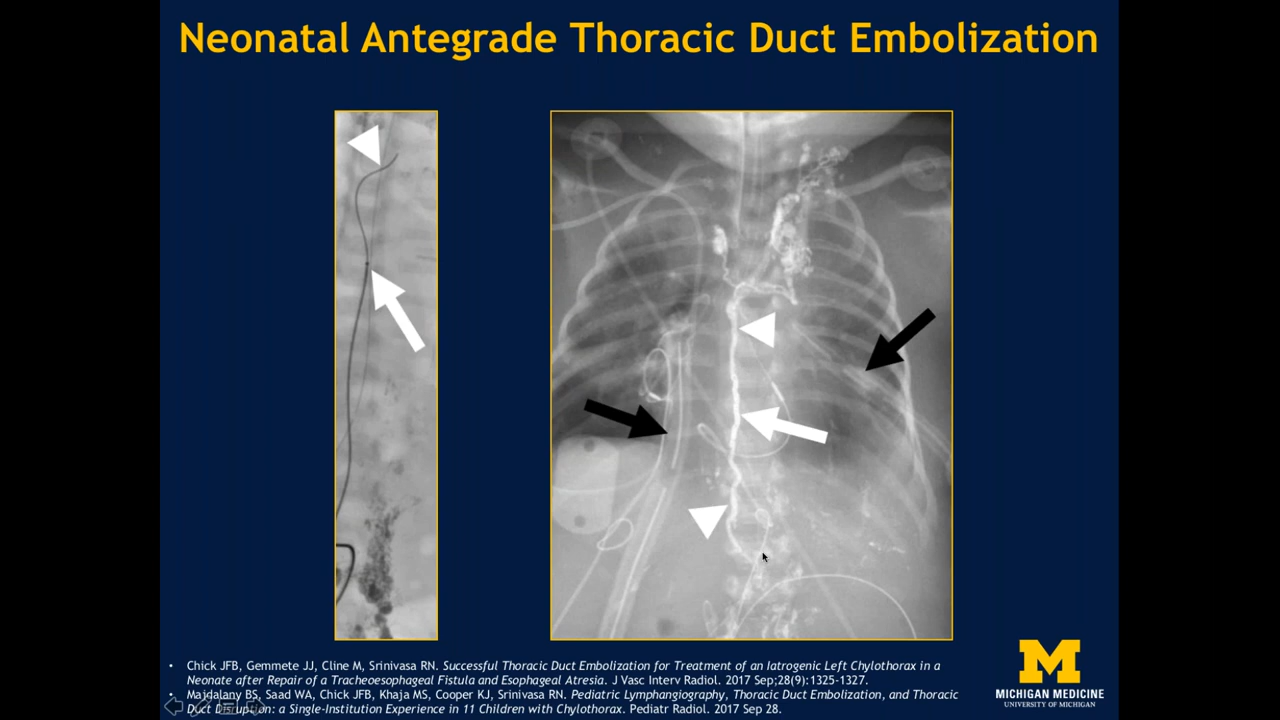 Neonatal Antegrade Thoracic Duct Embolization
• Chick JFB, Gemmete JJ, Cline M, Srinivasa RN. Successful Thoracic Duct Embolization for Treatment of an Iatrogenic Left Chylothorax in a
Neonate after Repair of a Tracheoesophageal Fistula and Esophageal Atresia. J Vasc Interv Radiol. 2017 Sep;28(9):1325-1327.
• Majdalany BS, Saad WA, Chick JFB, Khaja MS, Cooper KJ, Srinivasa RN. Pediatric Lymphangiography, Thoracic Duct Embolization, and Thoracic
Duct Disruption: a Single-Institution Experience in 11 Children with Chylothorax. Pediatr Radiol. 2017 Sep 28.
M
MICHIGAN MEDICINE
UNIVERSITY OF MICHIGAN